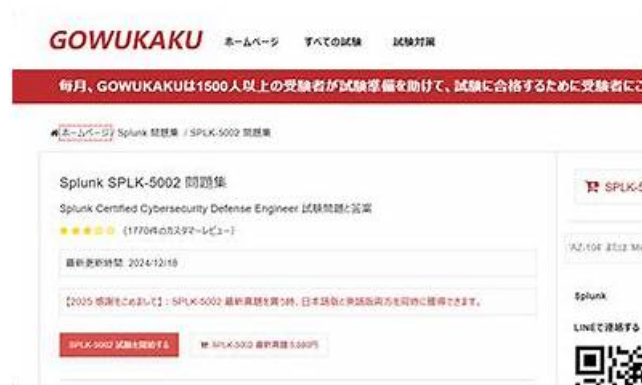 GOWUKAKU
ホームページ すべての試験 試験対策
毎月、GOWUKAKUは1500人以上の受験者が試験準備を助けて、試験に合格するために受験者にご
ホームページ / Splunk 問題集 / SPLK-5002 問題集
Splunk SPLK-5002 問題集
Splunk Certified Cybersecurity Defense Engineer 試験問題と答案
(1770件のカスタマーレビュー)
最新更新時間: 2024/12/18
【2025 感謝をこめまして】: SPLK-5002 最新真題を買う時、日本語版と英語版両方を同時に獲得できます。
SPLK-5002 試験を開始する
SPLK-5002 最新真題
SPLK-5
AZ-104 または
Splunk
LINEで連絡する